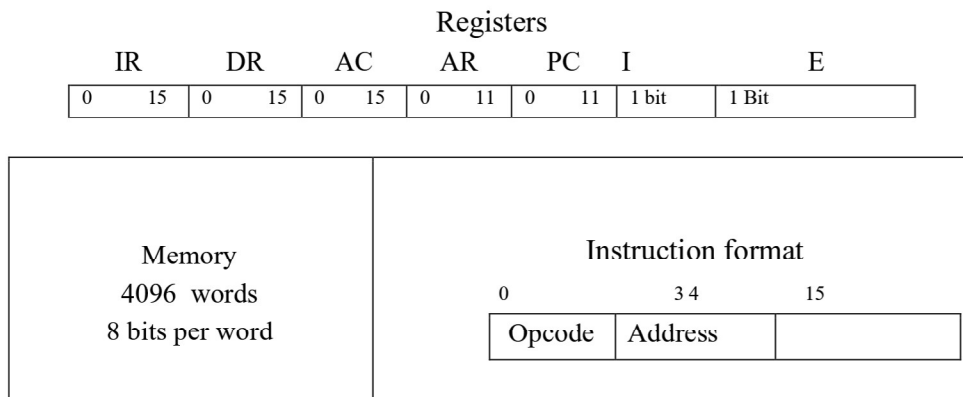 Registers
IR DR AC AR PC I E
0 15 0 15 0 15 0 11 0 11 1 bit 1 Bit
Memory
4096 words
8 bits per word
Instruction format
0 3 4 15
Opcode Address